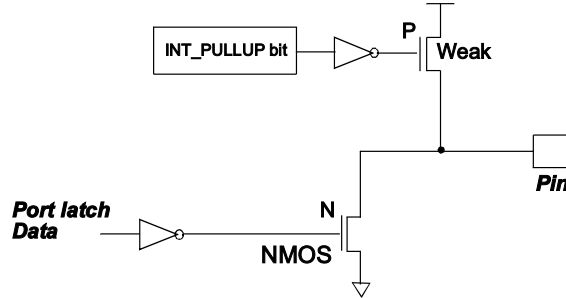 P
INT_PULLUP bit
Weak
Pin
Port latch
Data
N
NMOS